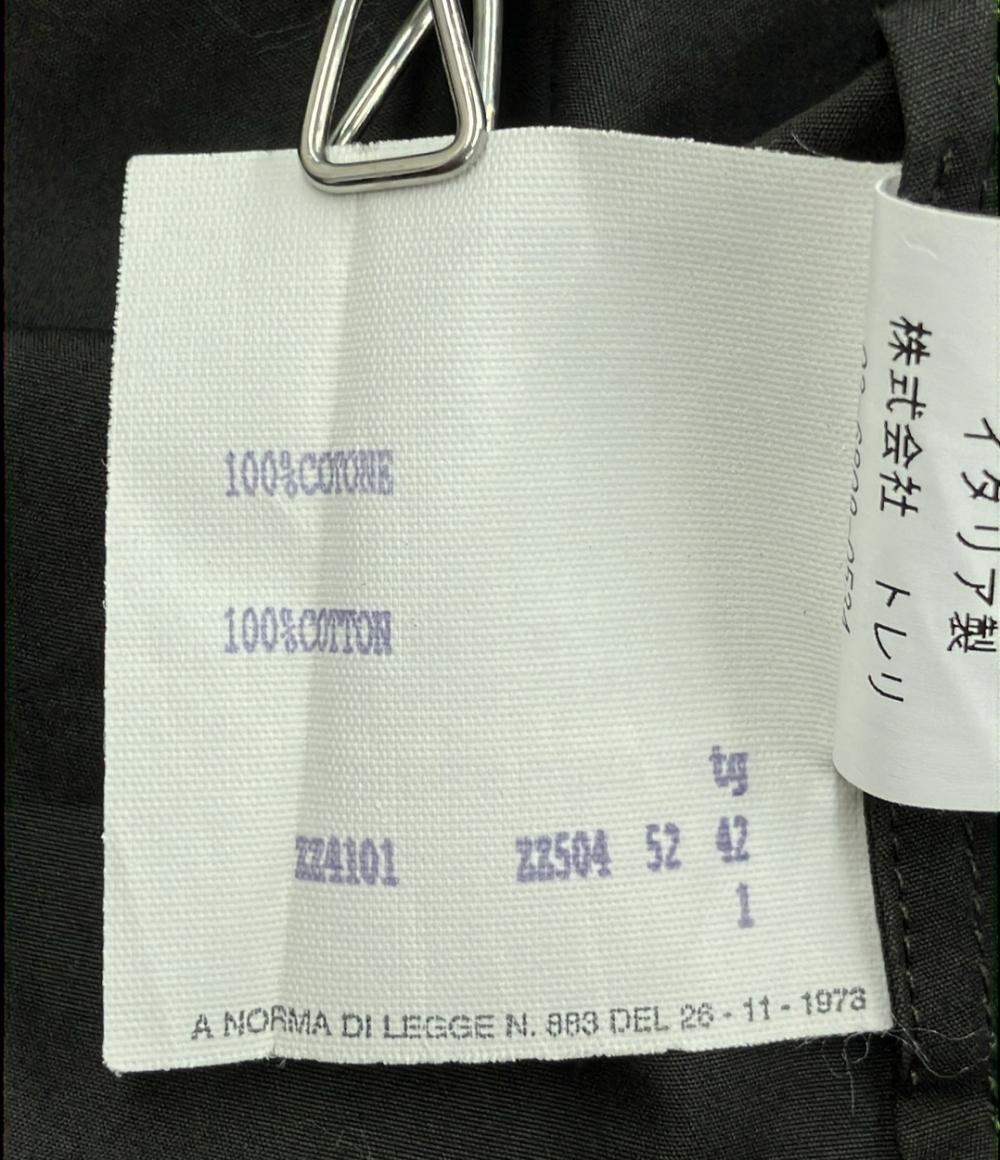 100%COTONE
100%COTTON
tg
ZZ4101 ZZ504 52 42
1
A NORMA DI LEGGE N. 883 DEL 26 - 11 - 1973
株式会社 トレリ
イタリア製